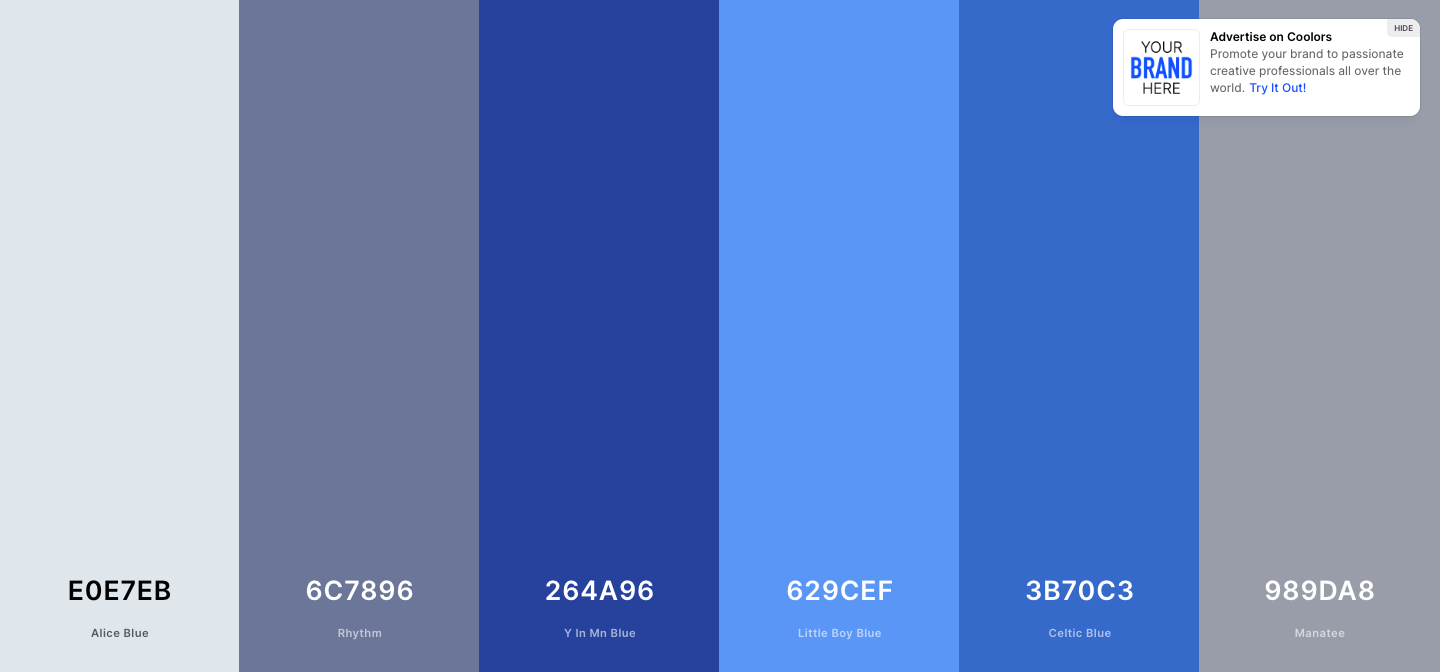 HIDE
YOUR
BRAND
HERE
Advertise on Coolors
Promote your brand to passionate
creative professionals all over the
world. Try It Out!
E0E7EB
Alice Blue
6C7896
Rhythm
264A96
Y In Mn Blue
629CEF
Little Boy Blue
3B70C3
Celtic Blue
989DA8
Manatee